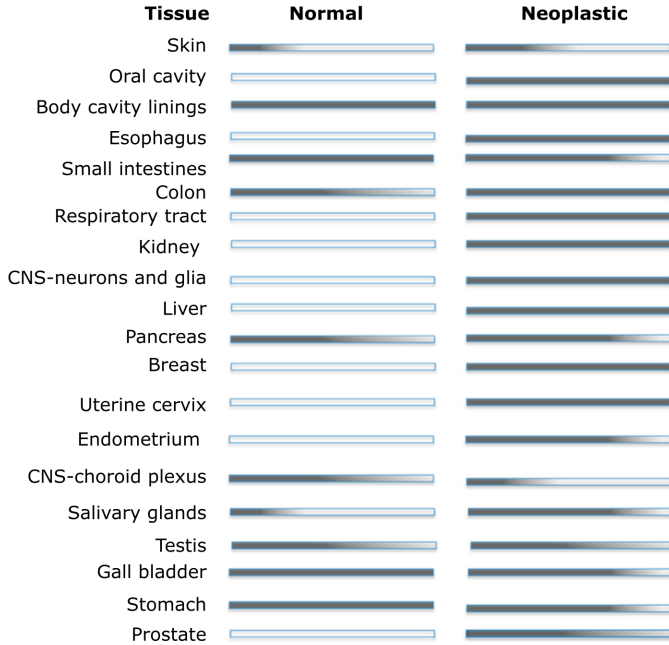 Tissue Normal Neoplastic
Skin
Oral cavity
Body cavity linings
Esophagus
Small intestines
Colon
Respiratory tract
Kidney
CNS-neurons and glia
Liver
Pancreas
Breast
Uterine cervix
Endometrium
CNS-choroid plexus
Salivary glands
Testis
Gall bladder
Stomach
Prostate